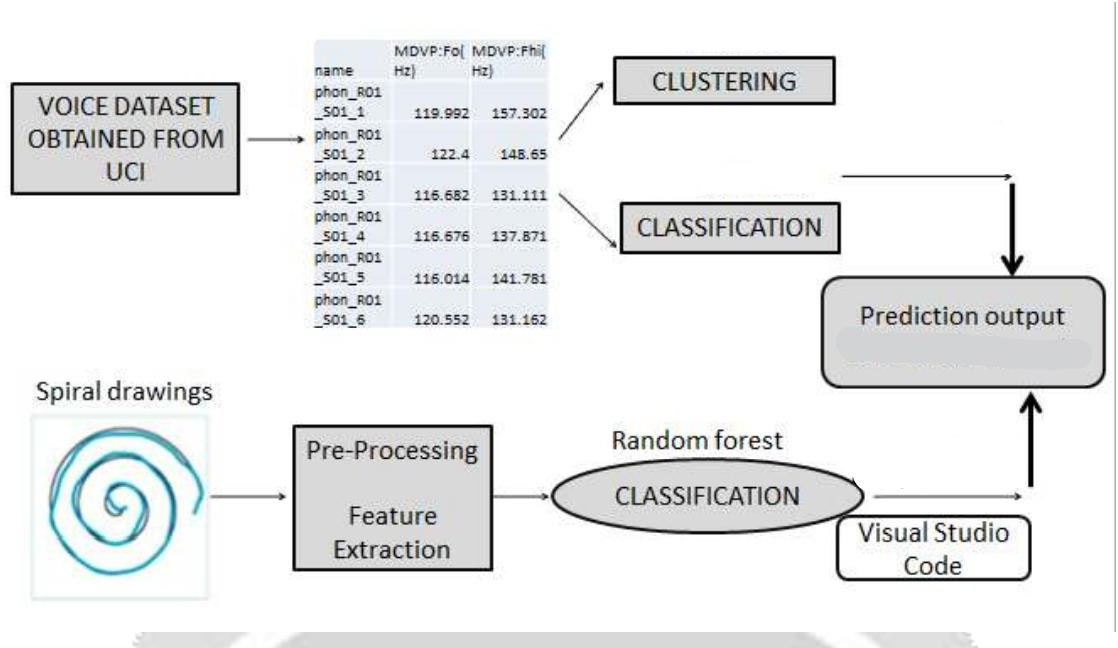 VOICE DATASET
OBTAINED FROM
UCI
MDVP:Fo( MDVP:Fhi(
name Hz) Hz)
phon_R01
_S01_1 119.992 157.302
phon_R01
_S01_2 122.4 148.65
phon_R01
_S01_3 116.682 131.111
phon_R01
_S01_4 116.676 137.871
phon_R01
_S01_5 116.014 141.781
phon_R01
_S01_6 120.552 131.162
CLUSTERING
CLASSIFICATION
Prediction output
Spiral drawings
Pre-Processing
Feature
Extraction
Random forest
CLASSIFICATION
Visual Studio
Code